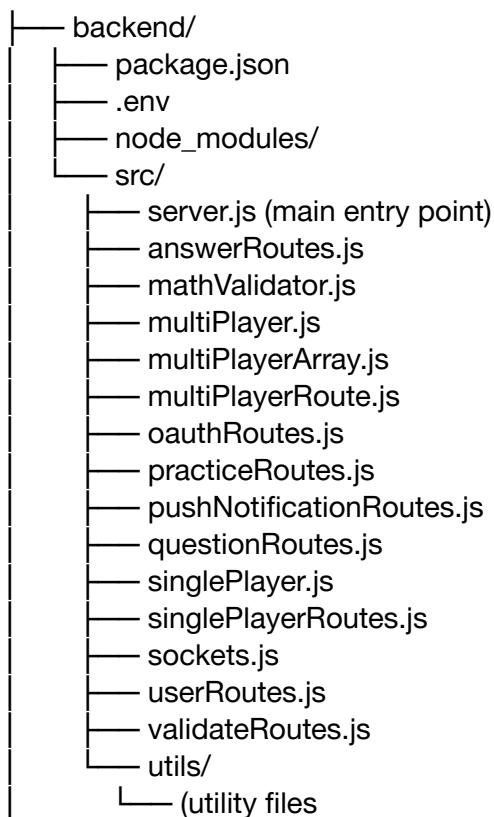 ├── backend/
│   ├── package.json
│   ├── .env
│   ├── node_modules/
│   └── src/
│       ├── server.js (main entry point)
│       ├── answerRoutes.js
│       ├── mathValidator.js
│       ├── multiPlayer.js
│       ├── multiPlayerArray.js
│       ├── multiPlayerRoute.js
│       ├── oauthRoutes.js
│       ├── practiceRoutes.js
│       ├── pushNotificationRoutes.js
│       ├── questionRoutes.js
│       ├── singlePlayer.js
│       ├── singlePlayerRoutes.js
│       ├── sockets.js
│       ├── userRoutes.js
│       ├── validateRoutes.js
│       └── utils/
│           └── (utility files